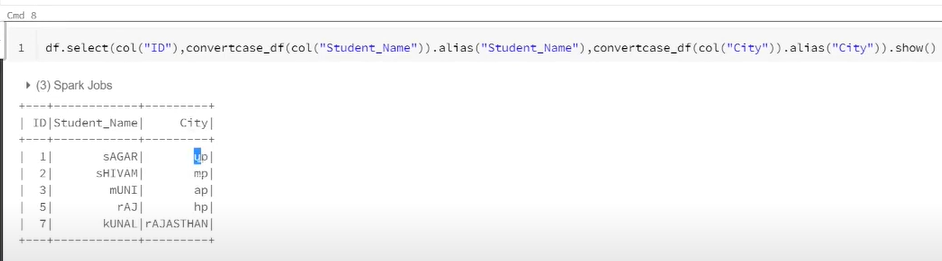 Cmd 8
1 df.select(col("ID"),convertcase_df(col("Student_Name")).alias("Student_Name"),convertcase_df(col("City")).alias("City")).show()
(3) Spark Jobs
+---+------------+---------+
| ID|Student_Name|     City|
+---+------------+---------+
|  1|       sAGAR|       up|
|  2|      sHIVAM|       mp|
|  3|        mUNI|       ap|
|  5|         rAJ|       hp|
|  7|       kUNAL|rAJASTHAN|
+---+------------+---------+